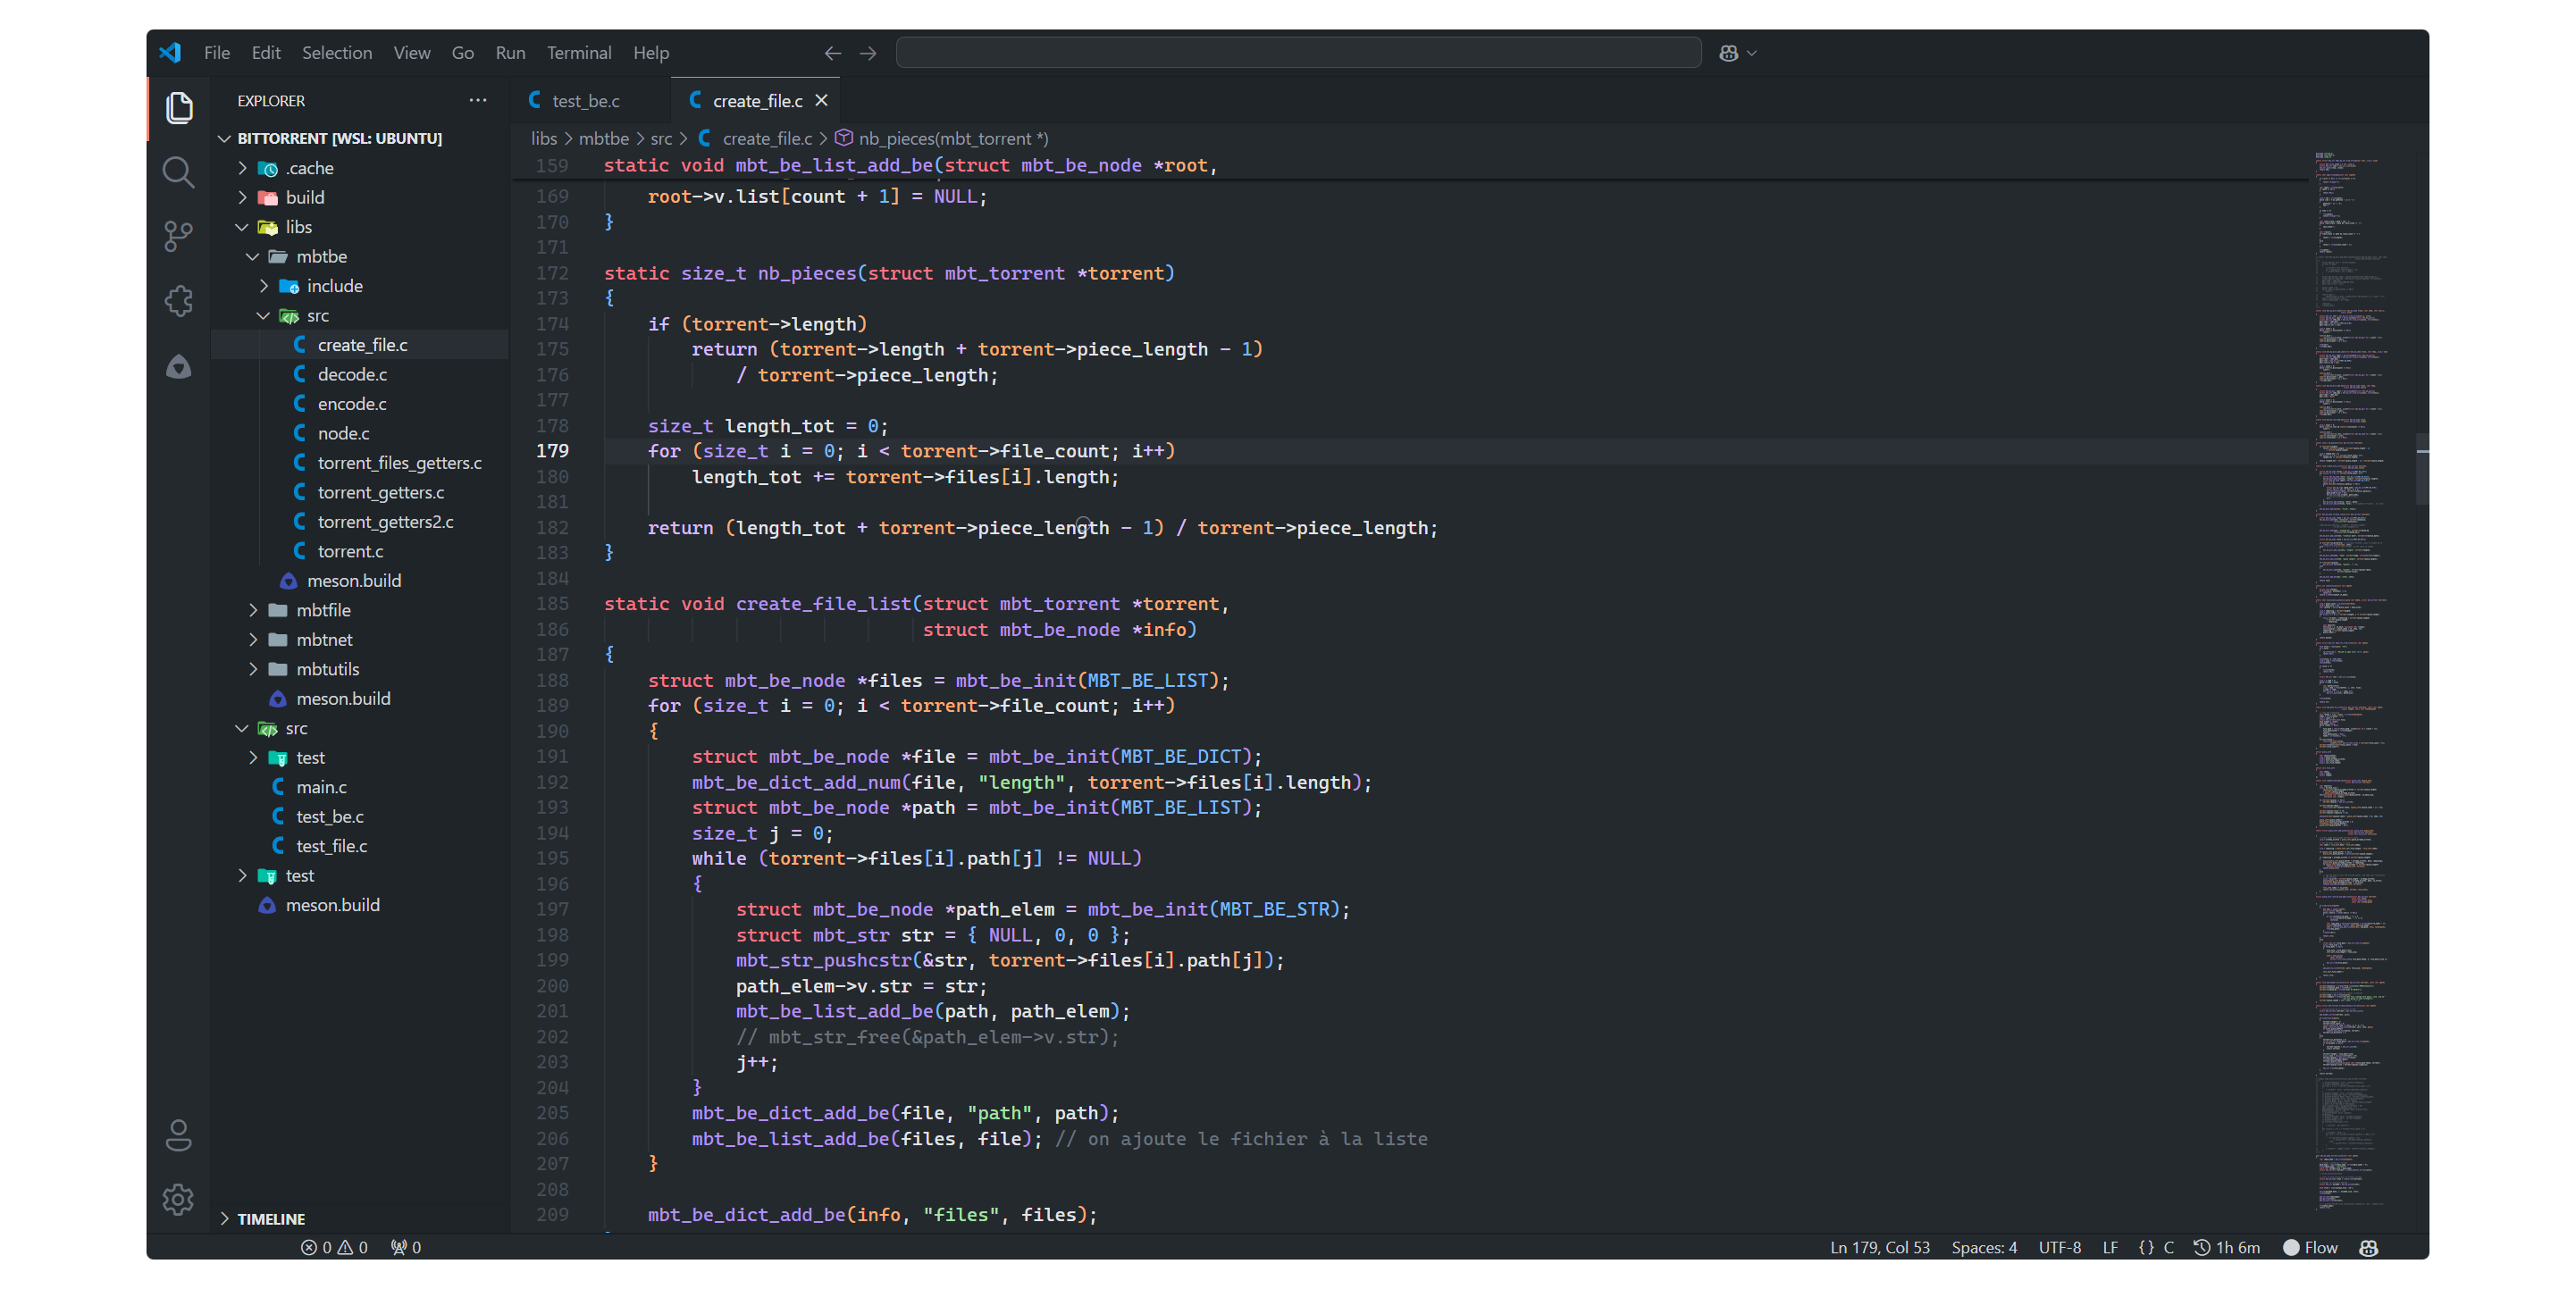 File Edit Selection View Go Run Terminal Help
EXPLORER
BITTORRENT [WSL: UBUNTU]
.cache
build
libs
mbtbe
include
src
create_file.c
decode.c
encode.c
node.c
torrent_files_getters.c
torrent_getters.c
torrent_getters2.c
torrent.c
meson.build
mbtfile
mbtnet
mbtutils
meson.build
src
test
main.c
test_be.c
test_file.c
test
meson.build
TIMELINE
test_be.c create_file.c
libs > mbtbe > src > create_file.c > nb_pieces(mbt_torrent *)
159 static void mbt_be_list_add_be(struct mbt_be_node *root,
169     root->v.list[count + 1] = NULL;
170 }
171
172 static size_t nb_pieces(struct mbt_torrent *torrent)
173 {
174     if (torrent->length)
175         return (torrent->length + torrent->piece_length - 1)
176             / torrent->piece_length;
177
178     size_t length_tot = 0;
179     for (size_t i = 0; i < torrent->file_count; i++)
180         length_tot += torrent->files[i].length;
181
182     return (length_tot + torrent->piece_length - 1) / torrent->piece_length;
183 }
184
185 static void create_file_list(struct mbt_torrent *torrent,
186                              struct mbt_be_node *info)
187 {
188     struct mbt_be_node *files = mbt_be_init(MBT_BE_LIST);
189     for (size_t i = 0; i < torrent->file_count; i++)
190     {
191         struct mbt_be_node *file = mbt_be_init(MBT_BE_DICT);
192         mbt_be_dict_add_num(file, "length", torrent->files[i].length);
193         struct mbt_be_node *path = mbt_be_init(MBT_BE_LIST);
194         size_t j = 0;
195         while (torrent->files[i].path[j] != NULL)
196         {
197             struct mbt_be_node *path_elem = mbt_be_init(MBT_BE_STR);
198             struct mbt_str str = { NULL, 0, 0 };
199             mbt_str_pushcstr(&str, torrent->files[i].path[j]);
200             path_elem->v.str = str;
201             mbt_be_list_add_be(path, path_elem);
202             // mbt_str_free(&path_elem->v.str);
203             j++;
204         }
205         mbt_be_dict_add_be(file, "path", path);
206         mbt_be_list_add_be(files, file); // on ajoute le fichier à la liste
207     }
208
209     mbt_be_dict_add_be(info, "files", files);
0 0 0 Ln 179, Col 53 Spaces: 4 UTF-8 LF {} C 1h 6m Flow